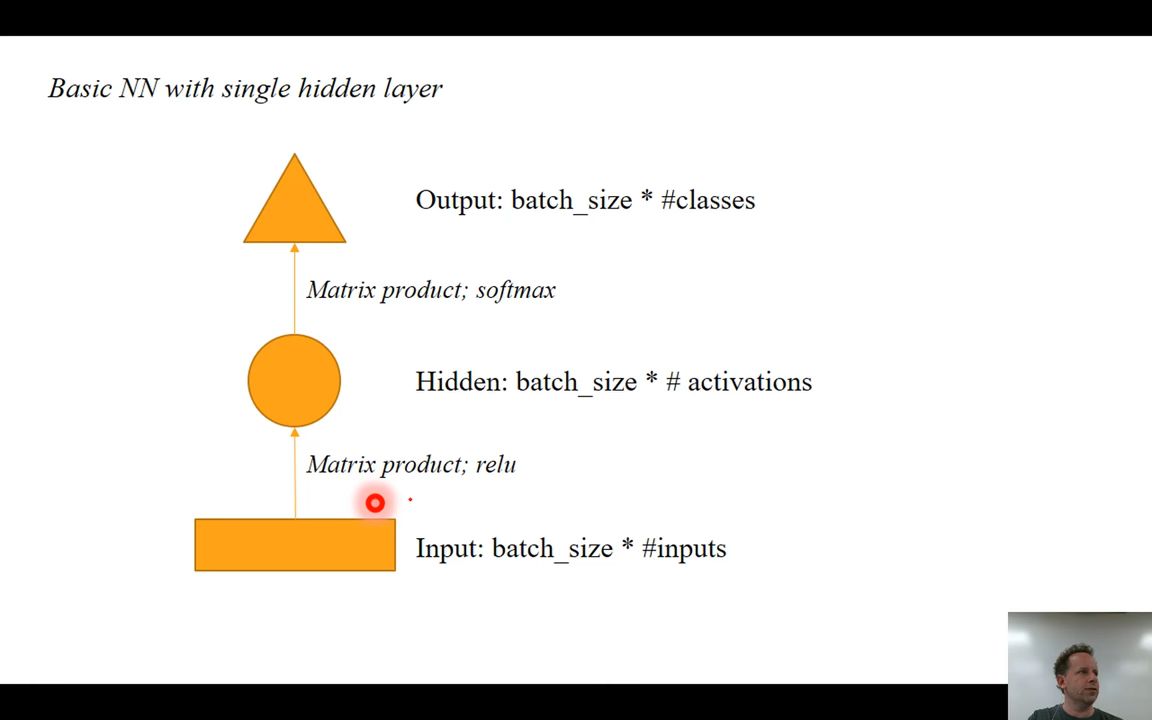 Basic NN with single hidden layer
Output: batch_size * #classes
Matrix product; softmax
Hidden: batch_size * # activations
Matrix product; relu
Input: batch_size * #inputs